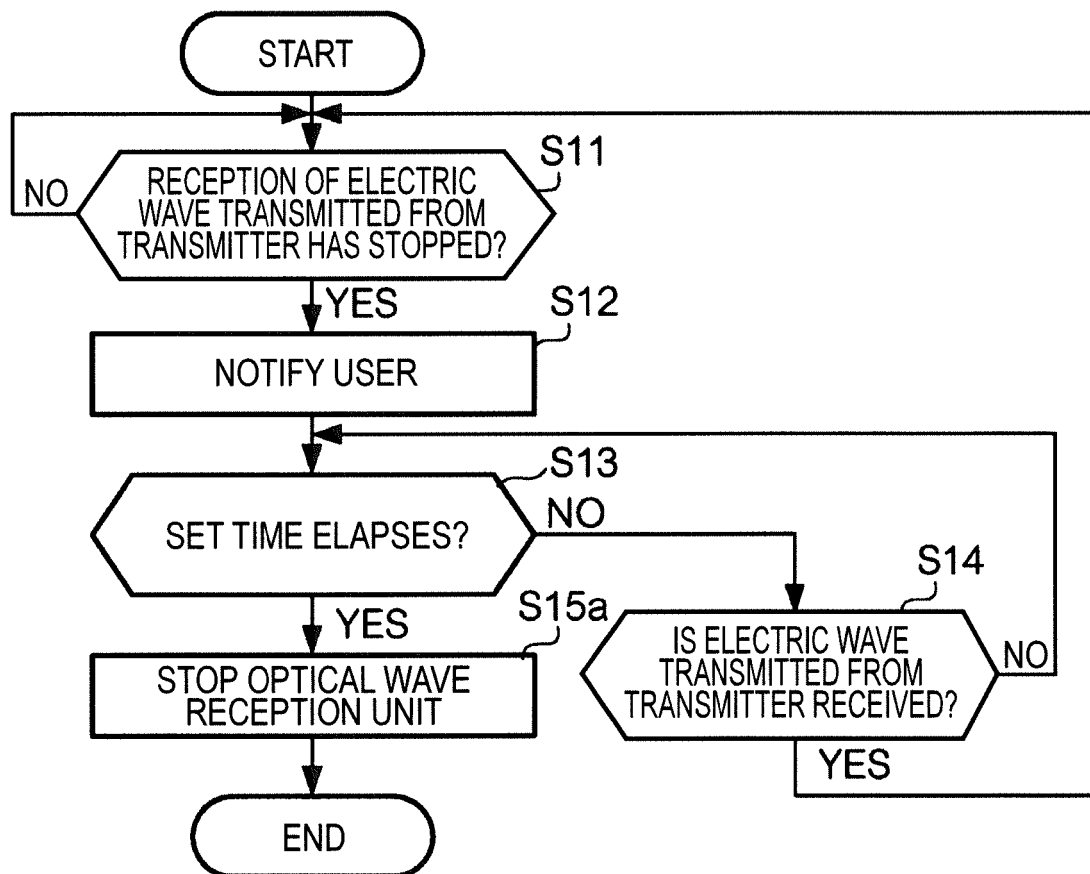 START
S11
RECEPTION OF ELECTRIC
WAVE TRANSMITTED FROM
TRANSMITTER HAS STOPPED?
NO
YES
S12
NOTIFY USER
S13
SET TIME ELAPSES?
NO
YES
S14
IS ELECTRIC WAVE
TRANSMITTED FROM
TRANSMITTER RECEIVED?
NO
YES
S15a
STOP OPTICAL WAVE
RECEPTION UNIT
END